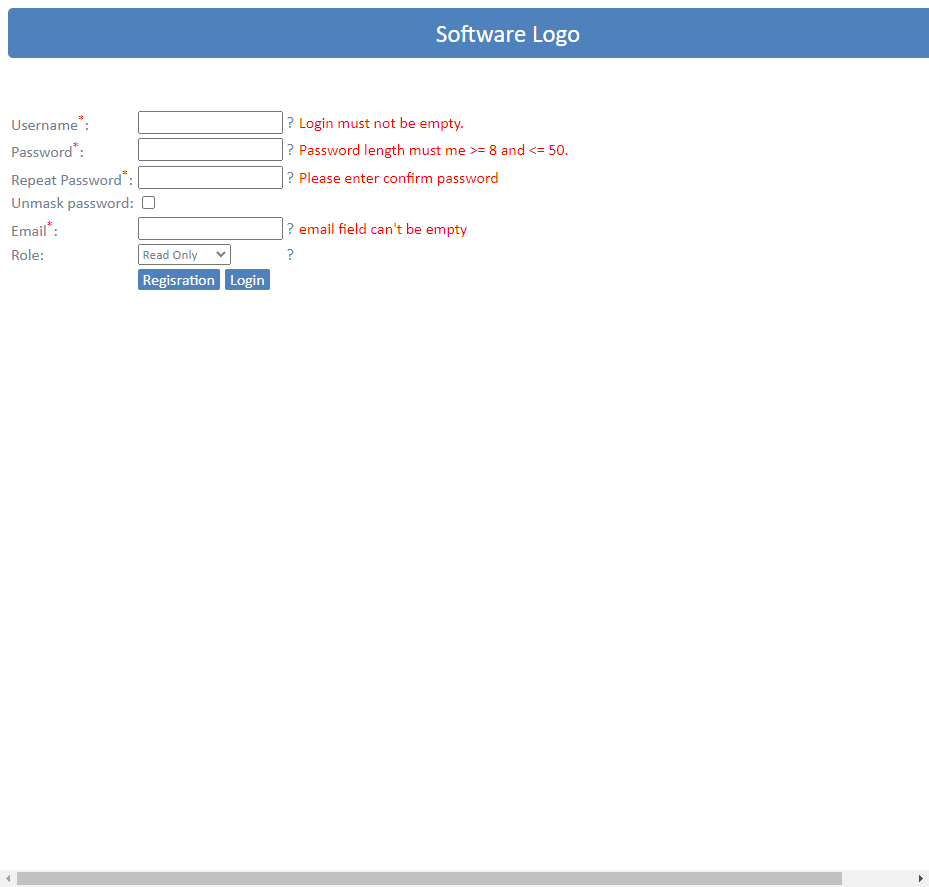 Software Logo
Username*: ? Login must not be empty.
Password*: ? Password length must me >= 8 and <= 50.
Repeat Password*: ? Please enter confirm password
Unmask password:
Email*: ? email field can't be empty
Role: Read Only ?
Regisration Login